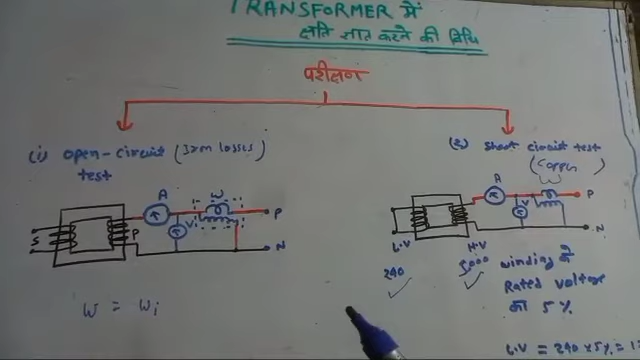 TRANSFORMER में
क्षति ज्ञात करने की विधि
परीक्षण
(1) open-circuit (Iron losses)
test
(2) Short circuit test
(Copper
A
W
V
P
N
S
P
A
W
V
P
N
L.V
H.V
240
5000
winding के
Rated voltage
का 5%
W = Wi
L.V = 240 x 5% = 1